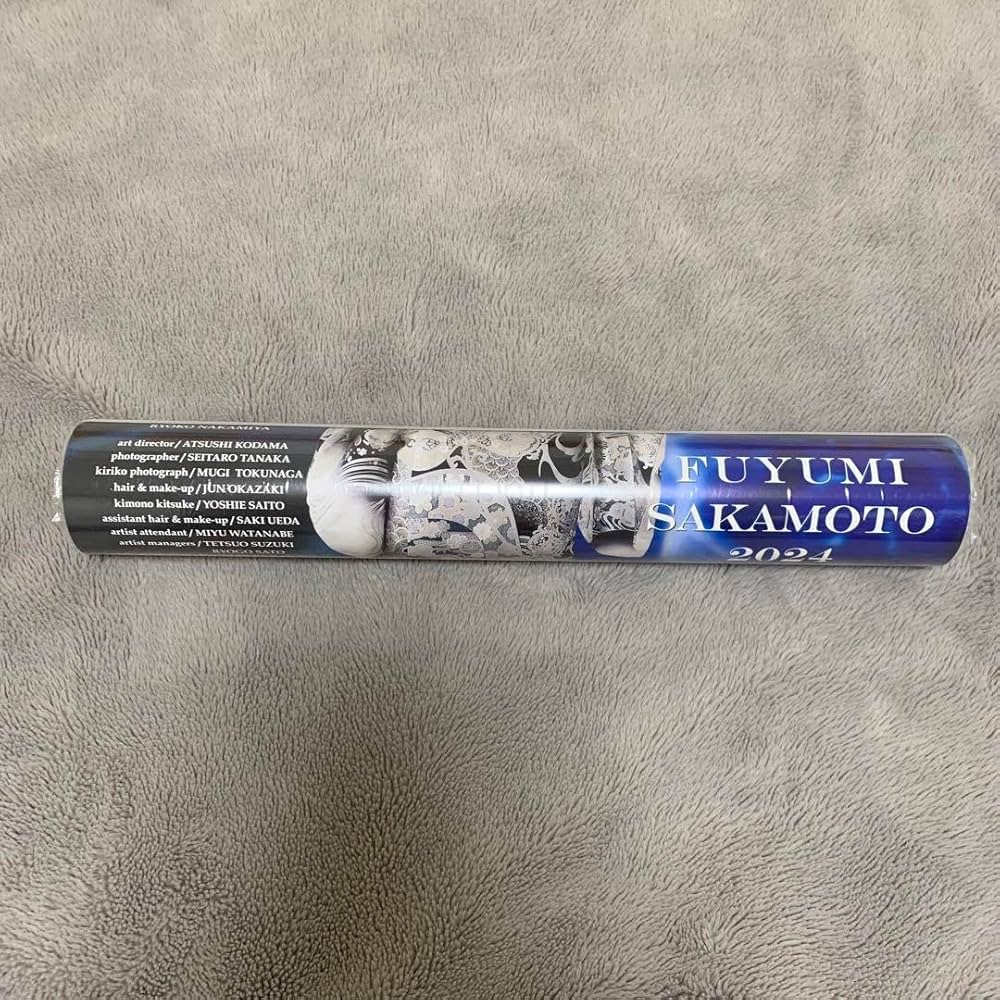 RYOKO NAKAMIYA
art director/ATSUSHI KODAMA
photographer/SEITARO TANAKA
kiriko photograph/MUGI TOKUNAGA
hair & make-up/JUN OKAZAKI
kimono kitsuke/YOSHIE SAITO
assistant hair & make-up/SAKI UEDA
artist attendant/MIYU WATANABE
artist managers/TETSUO SUZUKI
RYOGO SATO
FUYUMI
SAKAMOTO
2024